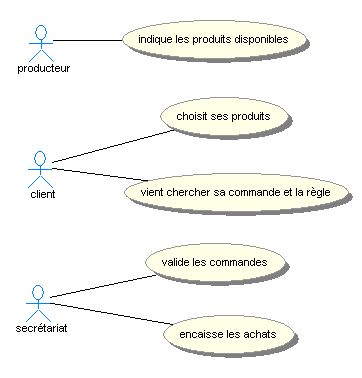 indique les produits disponibles
producteur
choisit ses produits
client
vient chercher sa commande et la règle
valide les commandes
secrétariat
encaisse les achats